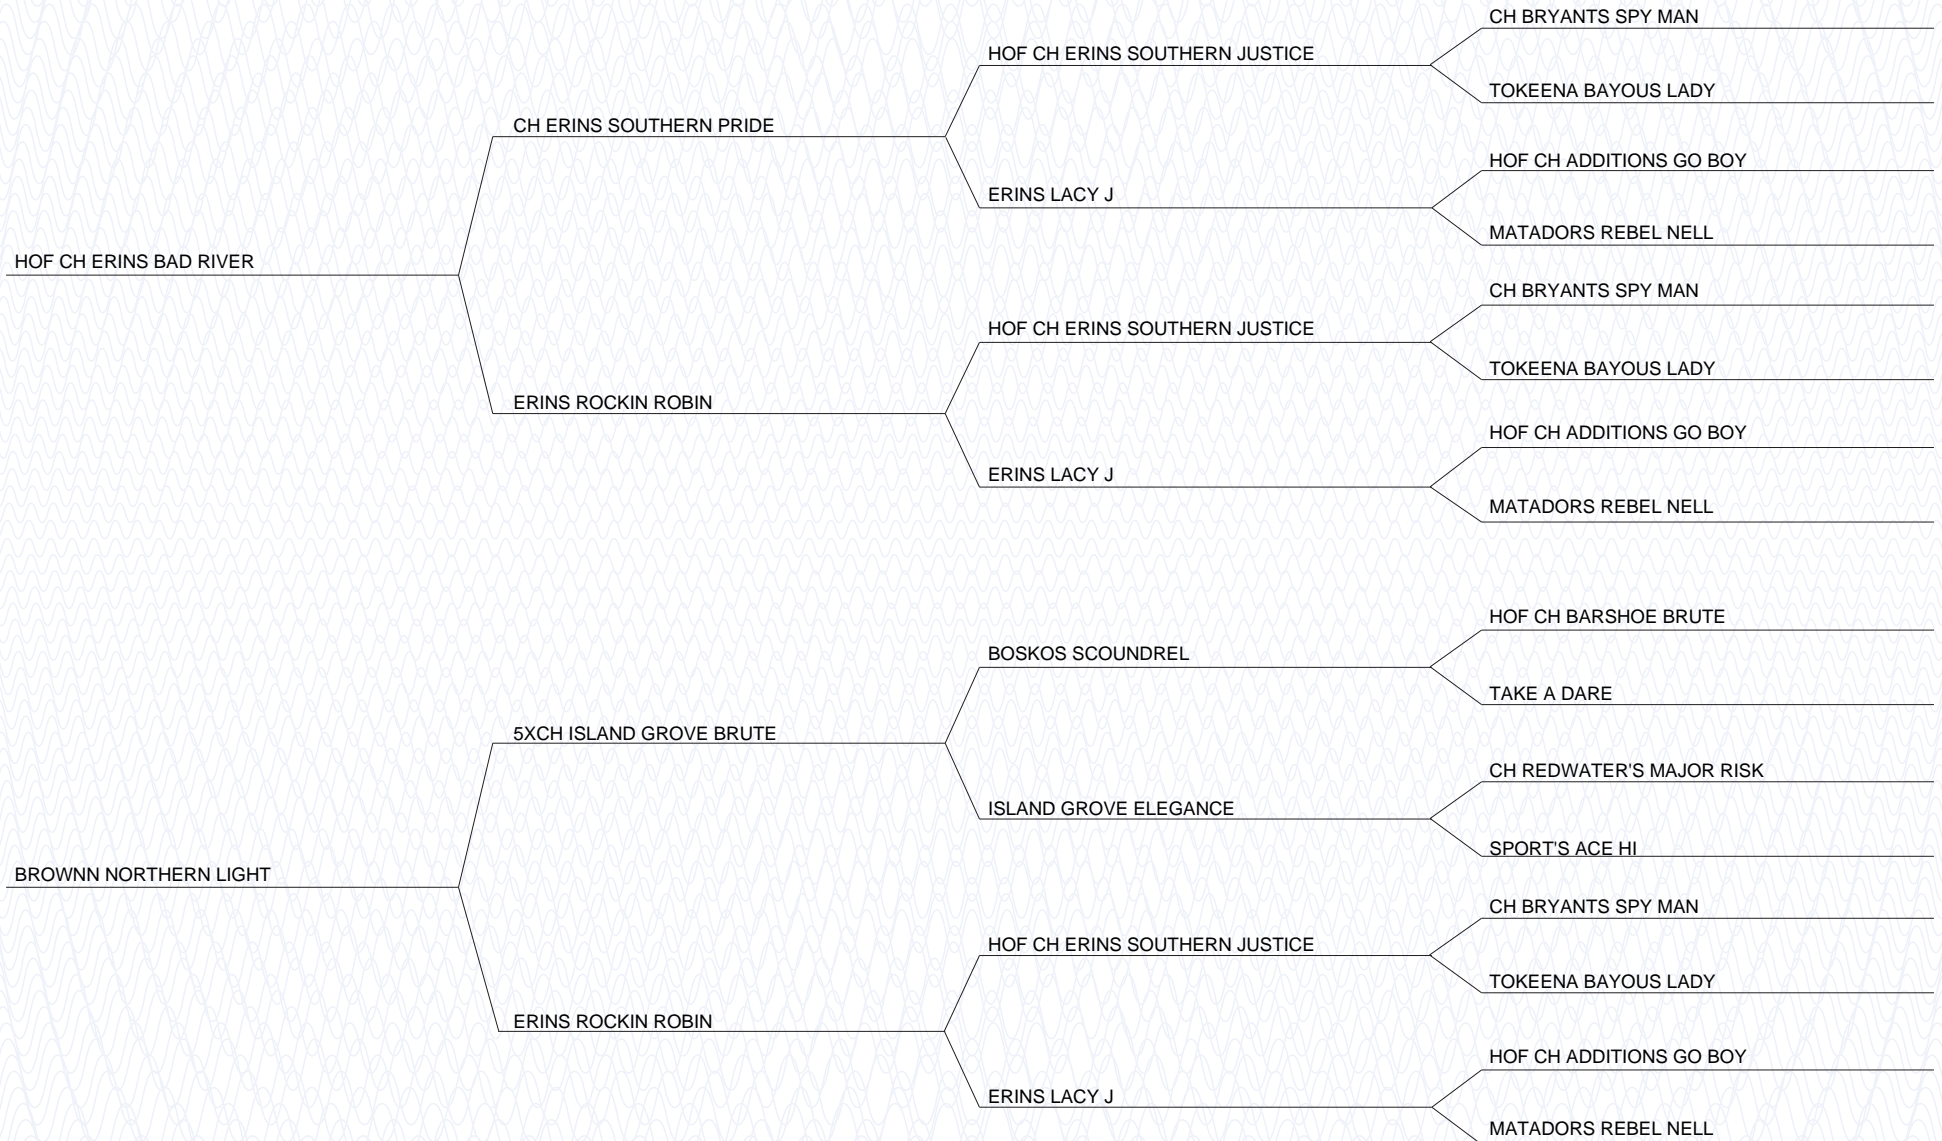 CH BRYANTS SPY MAN
HOF CH ERINS SOUTHERN JUSTICE
TOKEENA BAYOUS LADY
CH ERINS SOUTHERN PRIDE
HOF CH ADDITIONS GO BOY
ERINS LACY J
MATADORS REBEL NELL
HOF CH ERINS BAD RIVER
CH BRYANTS SPY MAN
HOF CH ERINS SOUTHERN JUSTICE
TOKEENA BAYOUS LADY
ERINS ROCKIN ROBIN
HOF CH ADDITIONS GO BOY
ERINS LACY J
MATADORS REBEL NELL
HOF CH BARSHOE BRUTE
BOSKOS SCOUNDREL
TAKE A DARE
5XCH ISLAND GROVE BRUTE
CH REDWATER'S MAJOR RISK
ISLAND GROVE ELEGANCE
SPORT'S ACE HI
BROWNN NORTHERN LIGHT
CH BRYANTS SPY MAN
HOF CH ERINS SOUTHERN JUSTICE
TOKEENA BAYOUS LADY
ERINS ROCKIN ROBIN
HOF CH ADDITIONS GO BOY
ERINS LACY J
MATADORS REBEL NELL